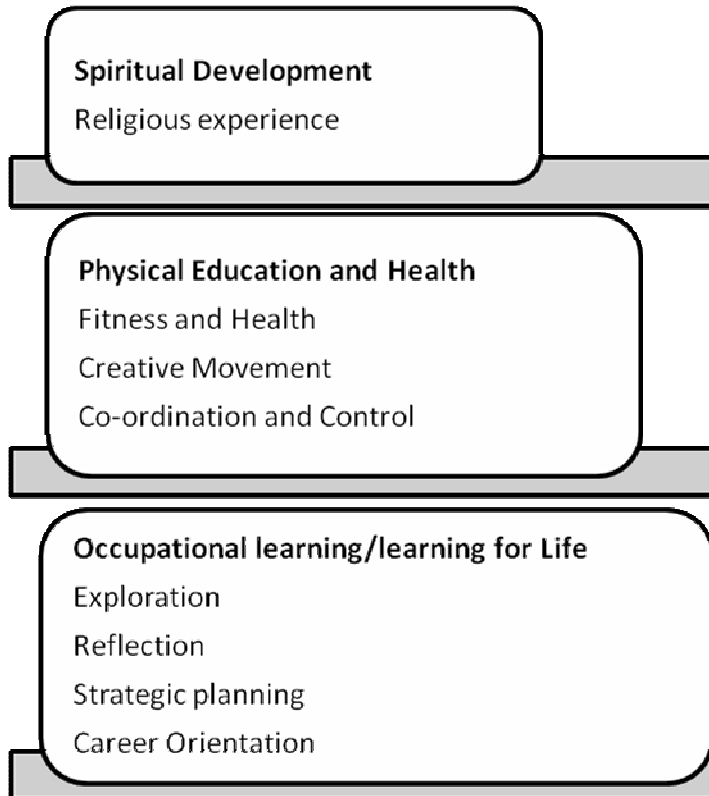 Spiritual Development
Religious experience
Physical Education and Health
Fitness and Health
Creative Movement
Co-ordination and Control
Occupational learning/learning for Life
Exploration
Reflection
Strategic planning
Career Orientation